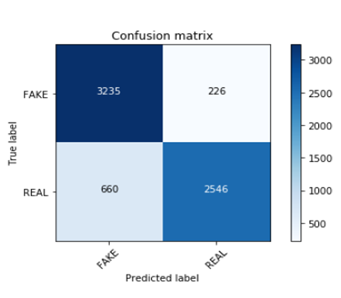 Confusion matrix
True label
FAKE
3235
226
REAL
660
2546
FAKE
REAL
Predicted label
3000
2500
2000
1500
1000
500